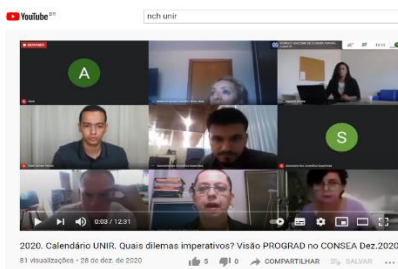 YouTube BR
nch unir
A
S
0:03 / 12:31
2020. Calendário UNIR. Quais dilemas imperativos? Visão PROGRAD no CONSEA Dez.2020
81 visualizações • 28 de dez. de 2020
5
0
COMPARTILHAR
SALVAR